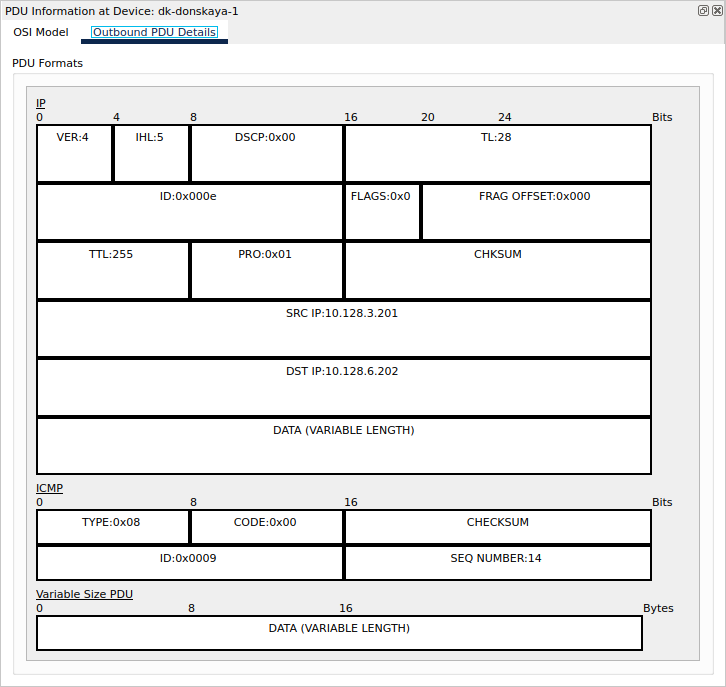 PDU Information at Device: dk-donskaya-1
OSI Model Outbound PDU Details
PDU Formats
IP
0 4 8 16 20 24 Bits
VER:4 IHL:5 DSCP:0x00 TL:28
ID:0x000e FLAGS:0x0 FRAG OFFSET:0x000
TTL:255 PRO:0x01 CHKSUM
SRC IP:10.128.3.201
DST IP:10.128.6.202
DATA (VARIABLE LENGTH)
ICMP
0 8 16 Bits
TYPE:0x08 CODE:0x00 CHECKSUM
ID:0x0009 SEQ NUMBER:14
Variable Size PDU
0 8 16 Bytes
DATA (VARIABLE LENGTH)